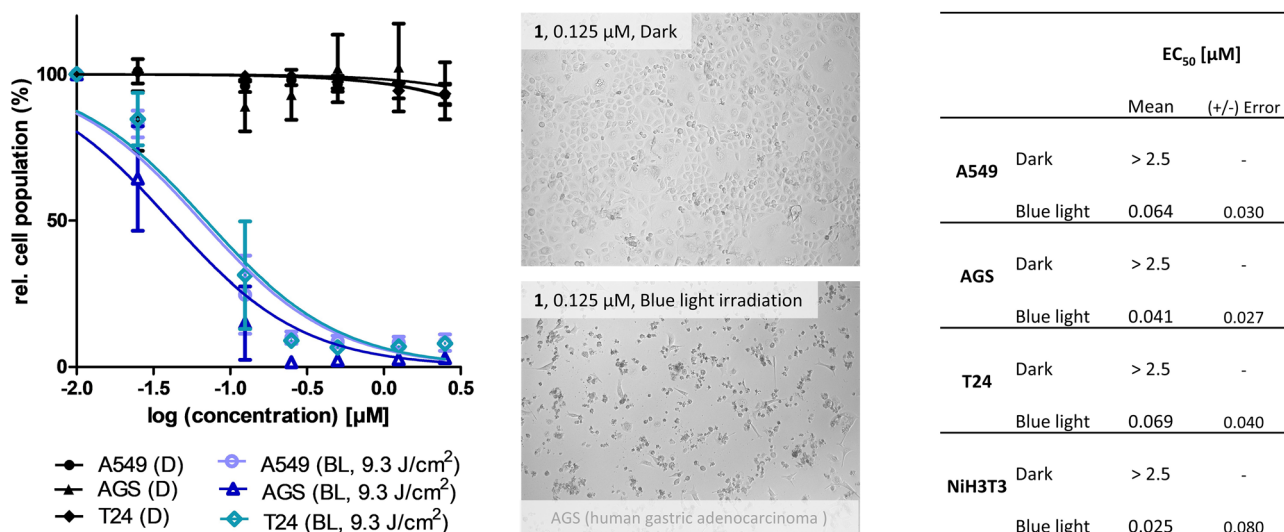 rel. cell population (%)
100
50
0
-2.0 -1.5 -1.0 -0.5 0.0 0.5
log (concentration) [µM]
A549 (D)
AGS (D)
T24 (D)
A549 (BL, 9.3 J/cm²)
AGS (BL, 9.3 J/cm²)
T24 (BL, 9.3 J/cm²)
1, 0.125 µM, Dark
1, 0.125 µM, Blue light irradiation
AGS (human gastric adenocarcinoma )
EC₅₀ [µM]
Mean (+/-) Error
A549
Dark > 2.5 -
Blue light 0.064 0.030
AGS
Dark > 2.5 -
Blue light 0.041 0.027
T24
Dark > 2.5 -
Blue light 0.069 0.040
NiH3T3
Dark > 2.5 -
Blue light 0.025 0.080